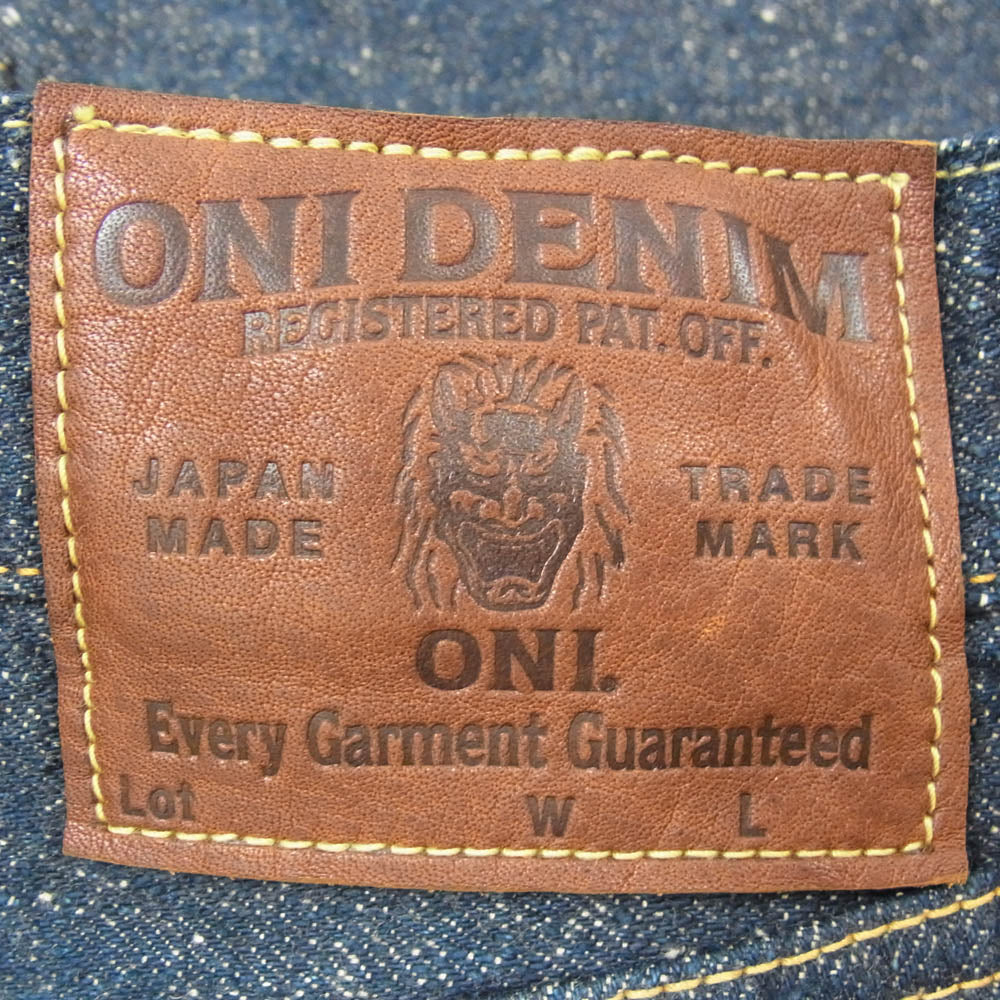 ONI DENIM
REGISTERED PAT. OFF.
JAPAN
MADE
TRADE
MARK
ONI.
Every Garment Guaranteed
Lot W L